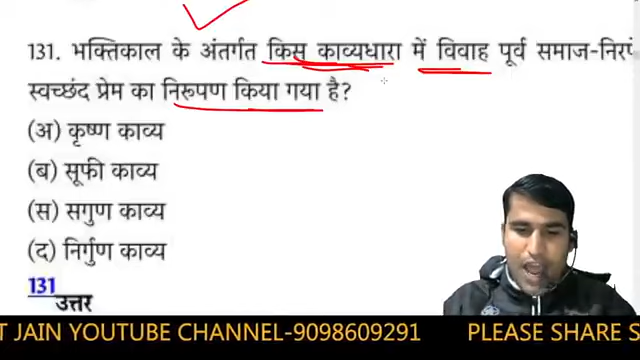 131. भक्तिकाल के अंतर्गत किस काव्यधारा में विवाह पूर्व समाज-निरपे
स्वच्छंद प्रेम का निरूपण किया गया है?
(अ) कृष्ण काव्य
(ब) सूफी काव्य
(स) सगुण काव्य
(द) निर्गुण काव्य
131
उत्तर
T JAIN YOUTUBE CHANNEL-9098609291 PLEASE SHARE S